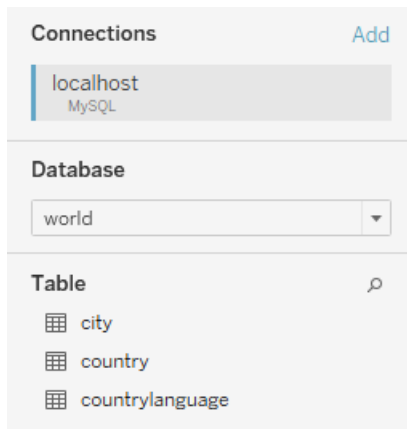 Connections Add
localhost
MySQL
Database
world
Table
city
country
countrylanguage